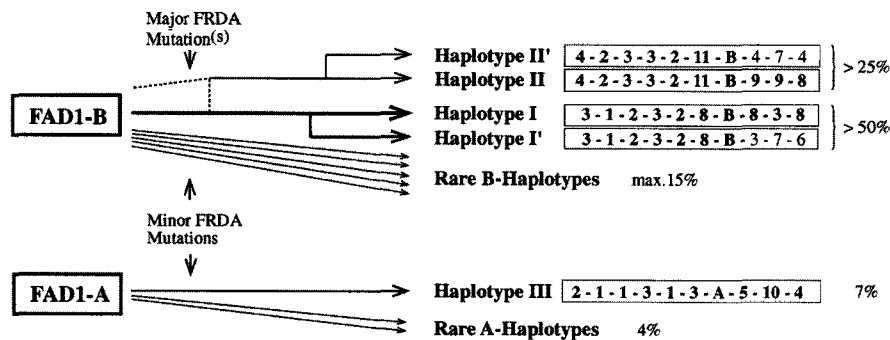 Major FRDA
Mutation(s)
Haplotype II' 4 - 2 - 3 - 3 - 2 - 11 - B - 4 - 7 - 4
> 25%
Haplotype II 4 - 2 - 3 - 3 - 2 - 11 - B - 9 - 9 - 8
FAD1-B
Haplotype I 3 - 1 - 2 - 3 - 2 - 8 - B - 8 - 3 - 8
> 50%
Haplotype I' 3 - 1 - 2 - 3 - 2 - 8 - B - 3 - 7 - 6
Rare B-Haplotypes max.15%
Minor FRDA
Mutations
FAD1-A
Haplotype III 2 - 1 - 1 - 3 - 1 - 3 - A - 5 - 10 - 4 7%
Rare A-Haplotypes 4%